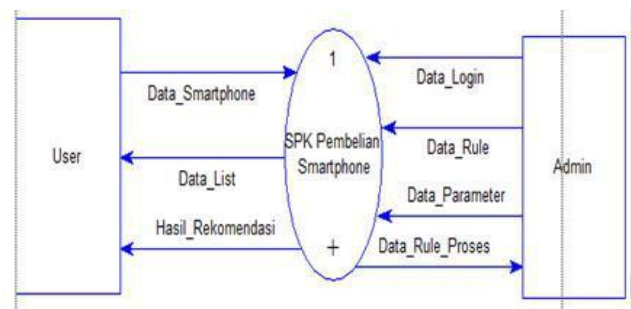 User
Data_Smartphone
Data_List
Hasil_Rekomendasi
1
SPK Pembelian
Smartphone
+
Data_Login
Data_Rule
Data_Parameter
Data_Rule_Proses
Admin